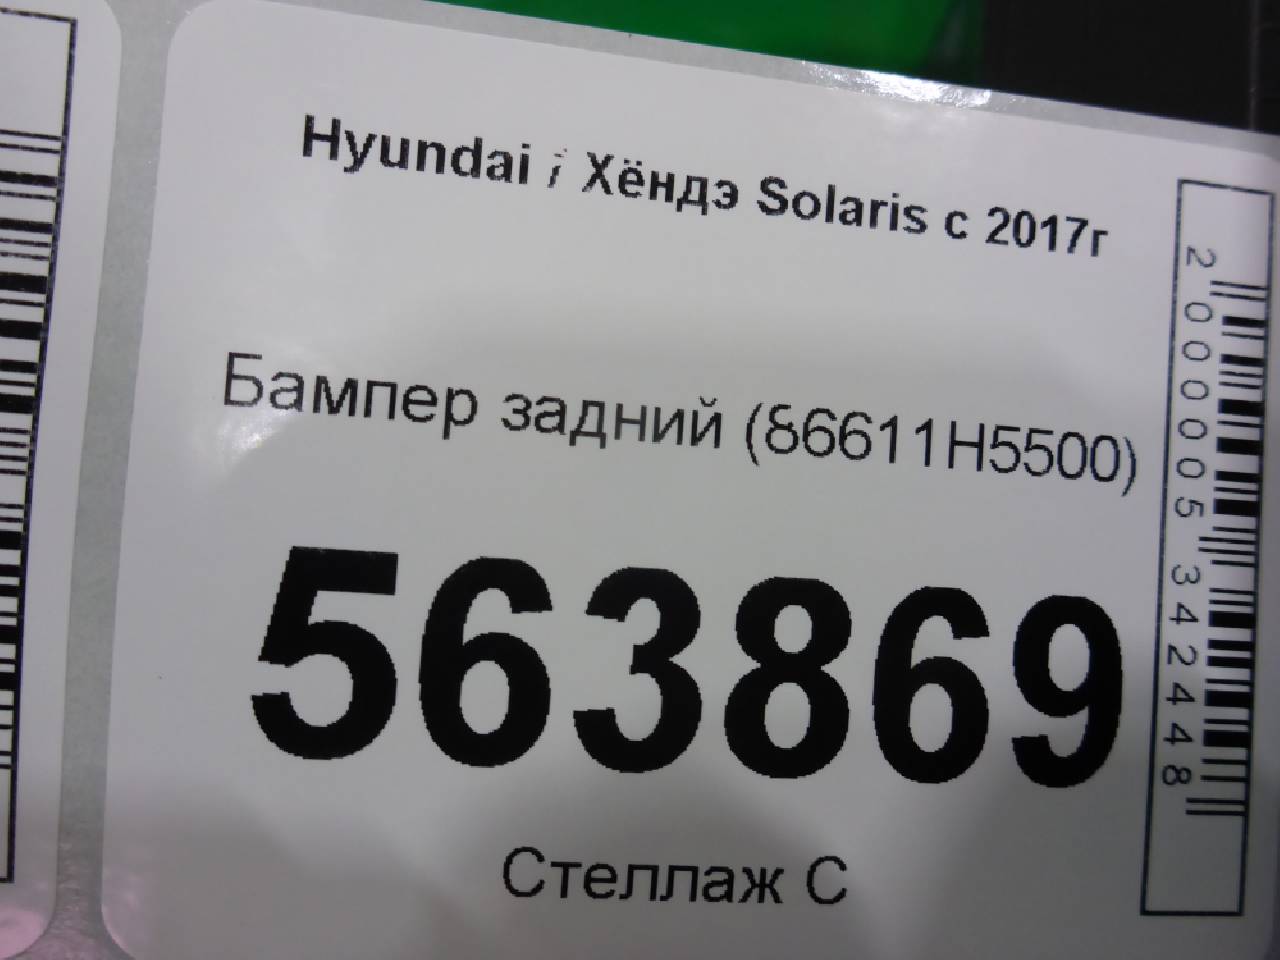 Hyundai / Хёндэ Solaris с 2017г
Бампер задний (86611H5500)
563869
Стеллаж С
2000005342448